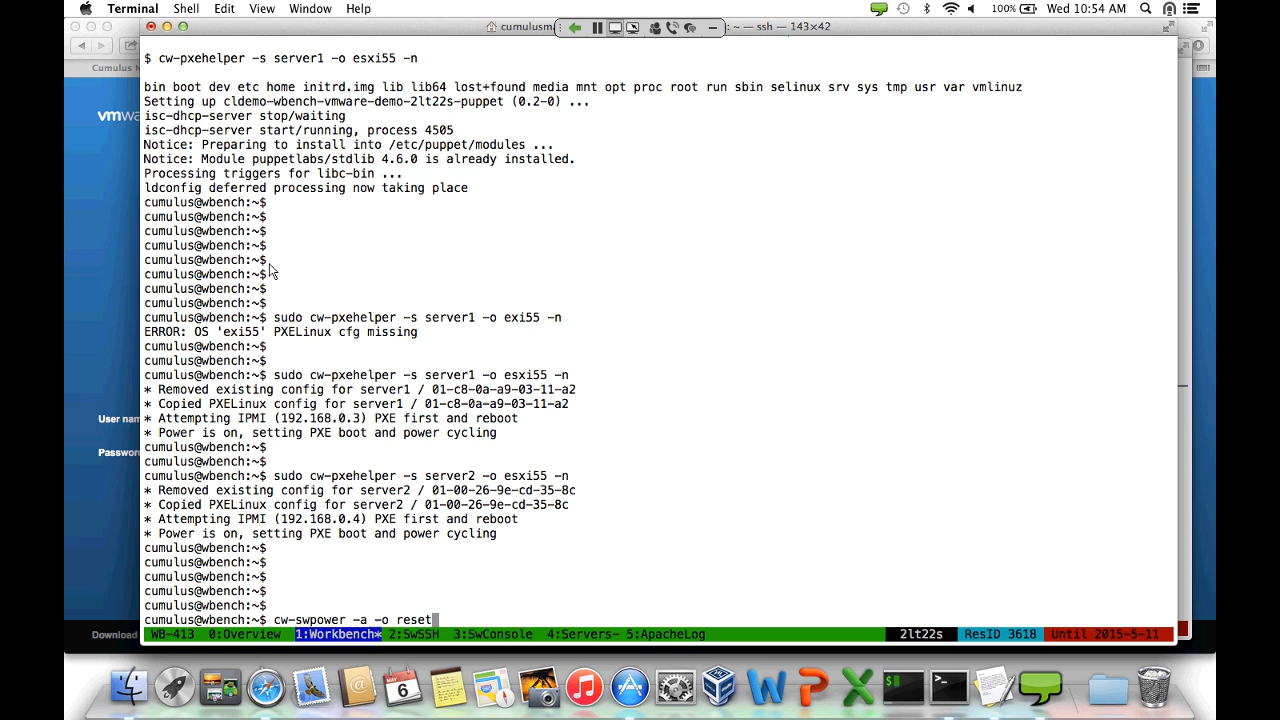 Terminal Shell Edit View Window Help 100% Wed 10:54 AM
cumulusm : ~ — ssh — 143×42
Cumulus N
vmwa
User nam
Passwor
Download
$ cw-pxehelper -s server1 -o esxi55 -n
bin boot dev etc home initrd.img lib lib64 lost+found media mnt opt proc root run sbin selinux srv sys tmp usr var vmlinuz
Setting up cldemo-wbench-vmware-demo-2lt22s-puppet (0.2-0) ...
isc-dhcp-server stop/waiting
isc-dhcp-server start/running, process 4505
Notice: Preparing to install into /etc/puppet/modules ...
Notice: Module puppetlabs/stdlib 4.6.0 is already installed.
Processing triggers for libc-bin ...
ldconfig deferred processing now taking place
cumulus@wbench:~$
cumulus@wbench:~$
cumulus@wbench:~$
cumulus@wbench:~$
cumulus@wbench:~$
cumulus@wbench:~$
cumulus@wbench:~$
cumulus@wbench:~$
cumulus@wbench:~$ sudo cw-pxehelper -s server1 -o exi55 -n
ERROR: OS 'exi55' PXELinux cfg missing
cumulus@wbench:~$
cumulus@wbench:~$
cumulus@wbench:~$ sudo cw-pxehelper -s server1 -o esxi55 -n
* Removed existing config for server1 / 01-c8-0a-a9-03-11-a2
* Copied PXELinux config for server1 / 01-c8-0a-a9-03-11-a2
* Attempting IPMI (192.168.0.3) PXE first and reboot
* Power is on, setting PXE boot and power cycling
cumulus@wbench:~$
cumulus@wbench:~$
cumulus@wbench:~$ sudo cw-pxehelper -s server2 -o esxi55 -n
* Removed existing config for server2 / 01-00-26-9e-cd-35-8c
* Copied PXELinux config for server2 / 01-00-26-9e-cd-35-8c
* Attempting IPMI (192.168.0.4) PXE first and reboot
* Power is on, setting PXE boot and power cycling
cumulus@wbench:~$
cumulus@wbench:~$
cumulus@wbench:~$
cumulus@wbench:~$
cumulus@wbench:~$
cumulus@wbench:~$ cw-swpower -a -o reset
WB-413 0:Overview 1:Workbench* 2:SwSSH 3:SwConsole 4:Servers- 5:ApacheLog 2lt22s ResID 3618 Until 2015-5-11